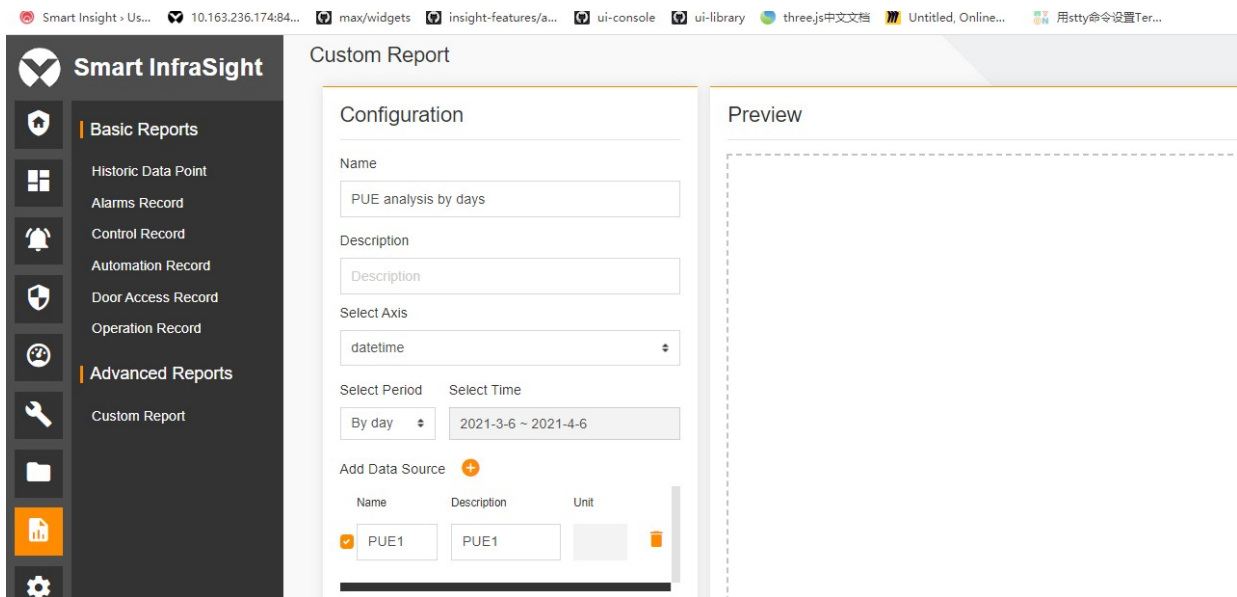 Smart Insight › Us... 10.163.236.174:84... max/widgets insight-features/a... ui-console ui-library three.js中文文档 Untitled, Online... 用stty命令设置Ter...
Smart InfraSight
Custom Report
Basic Reports
Historic Data Point
Alarms Record
Control Record
Automation Record
Door Access Record
Operation Record
Advanced Reports
Custom Report
Configuration
Name
PUE analysis by days
Description
Description
Select Axis
datetime
Select Period Select Time
By day 2021-3-6 ~ 2021-4-6
Add Data Source
Name Description Unit
PUE1 PUE1
Preview